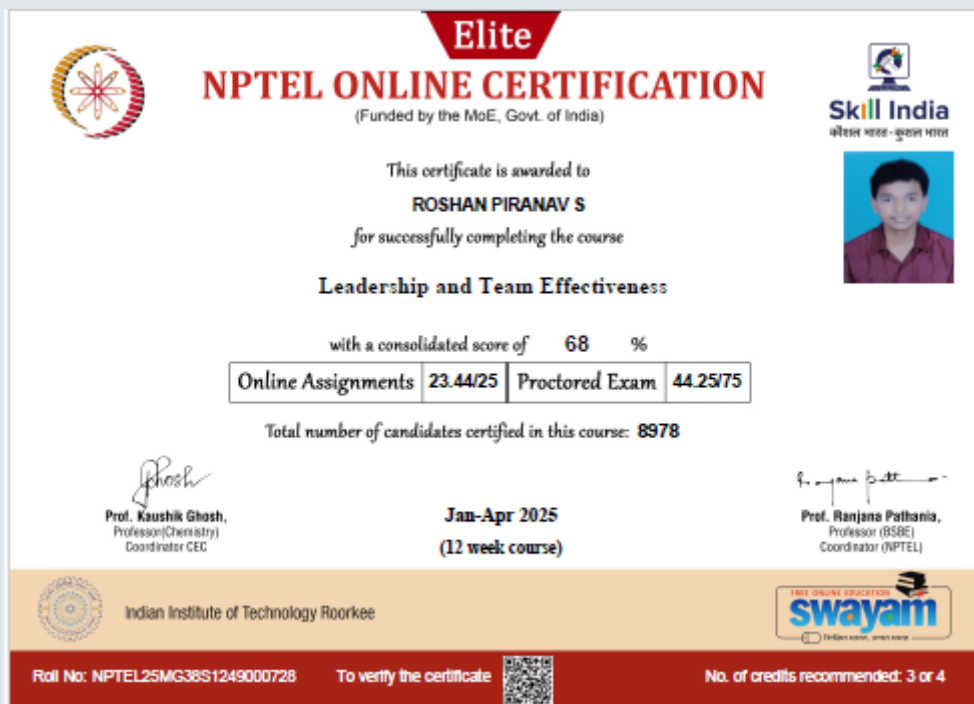 Elite
NPTEL ONLINE CERTIFICATION
(Funded by the MoE, Govt. of India)
Skill India
कौशल भारत - कुशल भारत
This certificate is awarded to
ROSHAN PIRANAV S
for successfully completing the course
Leadership and Team Effectiveness
with a consolidated score of 68 %
Online Assignments 23.44/25 Proctored Exam 44.25/75
Total number of candidates certified in this course: 8978
Ghosh
Prof. Kaushik Ghosh,
Professor(Chemistry)
Coordinator CEC
Jan-Apr 2025
(12 week course)
Prof. Ranjana Pathania,
Professor (BSBE)
Coordinator (NPTEL)
Indian Institute of Technology Roorkee
FREE ONLINE EDUCATION
swayam
Roll No: NPTEL25MG38S1249000728
To verify the certificate
No. of credits recommended: 3 or 4